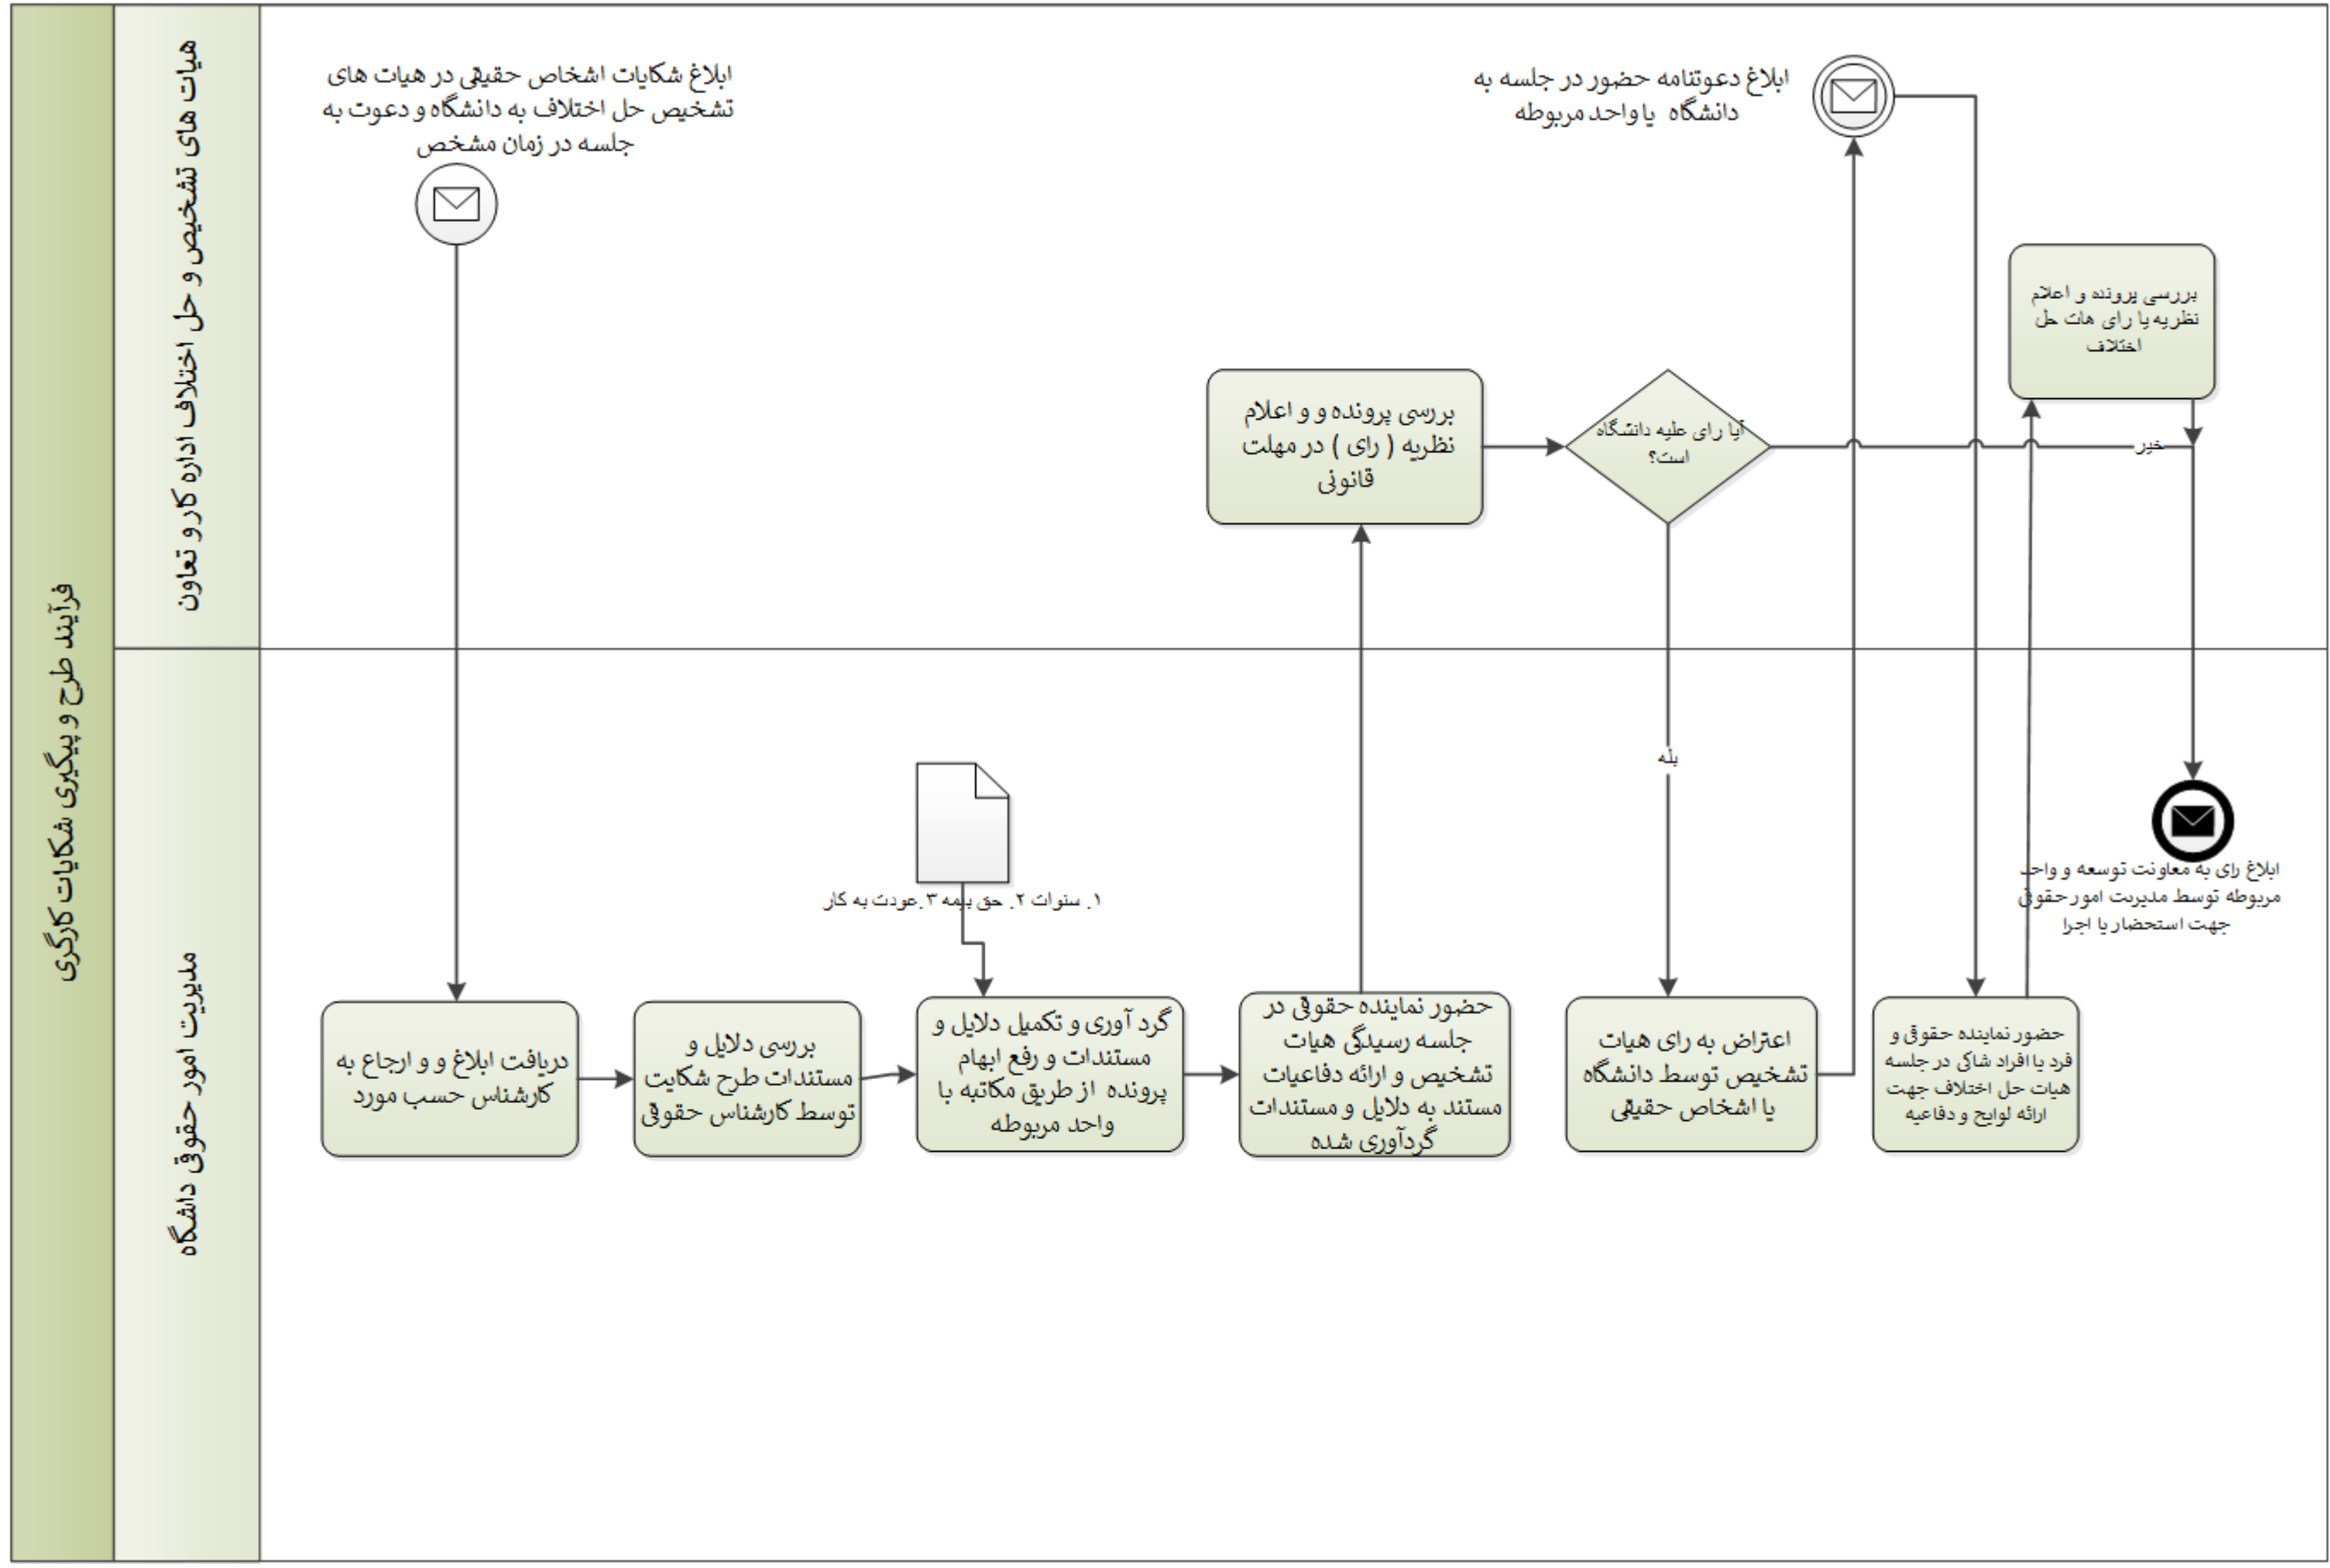 فرآیند طرح و پیگیری شکایات کارگری
هیات های تشخیص و حل اختلاف اداره کار و تعاون
مدیریت امور حقوقی دانشگاه
ابلاغ شکایات اشخاص حقیقی در هیات های
تشخیص حل اختلاف به دانشگاه و دعوت به
جلسه در زمان مشخص
دریافت ابلاغ و و ارجاع به
کارشناس حسب مورد
بررسی دلایل و
مستندات طرح شکایت
توسط کارشناس حقوقی
۱. سنوات ۲. حق بیمه ۳.عودت به کار
گرد آوری و تکمیل دلایل و
مستندات و رفع ابهام
پرونده از طریق مکاتبه با
واحد مربوطه
حضور نماینده حقوقی در
جلسه رسیدگی هیات
تشخیص و ارائه دفاعیات
مستند به دلایل و مستندات
گردآوری شده
بررسی پرونده و و اعلام
نظریه ( رای ) در مهلت
قانونی
آیا رای علیه دانشگاه
است؟
خیر
بله
اعتراض به رای هیات
تشخیص توسط دانشگاه
یا اشخاص حقیقی
ابلاغ دعوتنامه حضور در جلسه به
دانشگاه یا واحد مربوطه
حضور نماینده حقوقی و
فرد یا افراد شاکی در جلسه
هیات حل اختلاف جهت
ارائه لوایح و دفاعیه
بررسی پرونده و اعلام
نظریه یا رای هات حل
اختلاف
ابلاغ رای به معاونت توسعه و واحد
مربوطه توسط مدیریت امور حقوقی
جهت استحضار یا اجرا